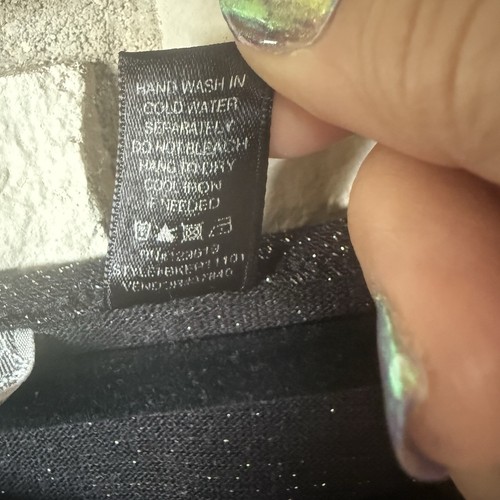 HAND WASH IN
COLD WATER
SEPARATELY
DO NOT BLEACH
HANG TO DRY
COOL IRON
IF NEEDED